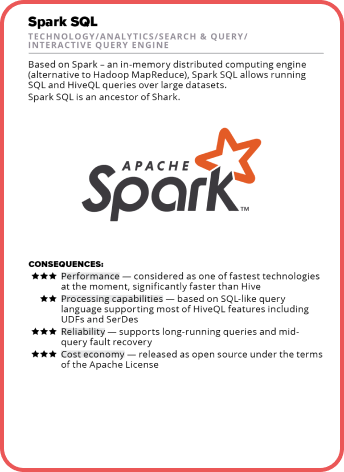 Spark SQL
TECHNOLOGY/ANALYTICS/SEARCH & QUERY/
INTERACTIVE QUERY ENGINE
Based on Spark – an in-memory distributed computing engine
(alternative to Hadoop MapReduce), Spark SQL allows running
SQL and HiveQL queries over large datasets.
Spark SQL is an ancestor of Shark.
APACHE
Spark™
CONSEQUENCES:
★★★ Performance — considered as one of fastest technologies
at the moment, significantly faster than Hive
★★ Processing capabilities — based on SQL-like query
language supporting most of HiveQL features including
UDFs and SerDes
★★★ Reliability — supports long-running queries and mid-
query fault recovery
★★★ Cost economy — released as open source under the terms
of the Apache License